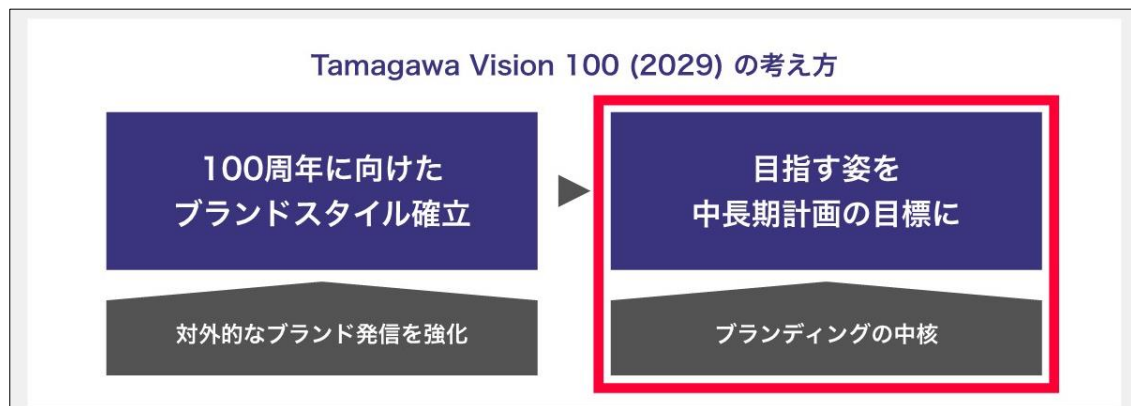 Tamagawa Vision 100 (2029) の考え方
100周年に向けた
ブランドスタイル確立
対外的なブランド発信を強化
目指す姿を
中長期計画の目標に
ブランディングの中核